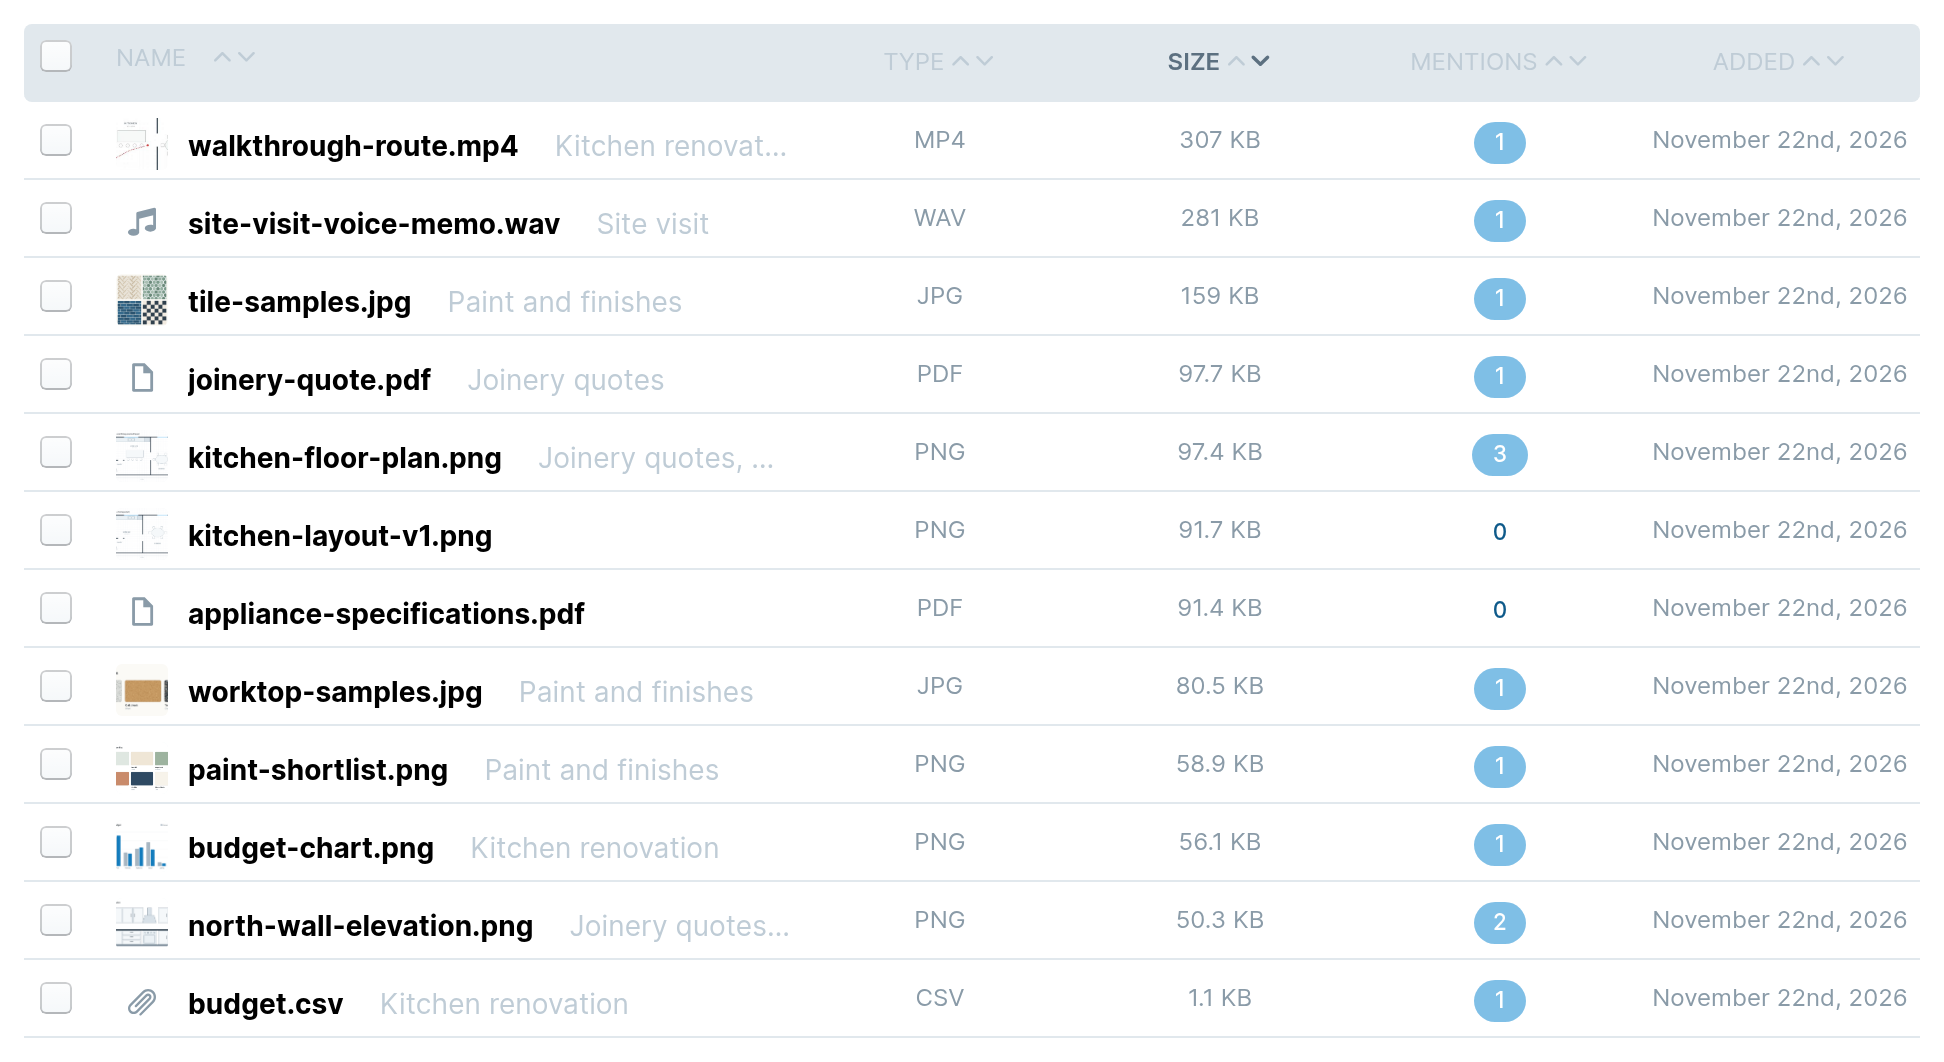 NAME TYPE SIZE MENTIONS ADDED
walkthrough-route.mp4 Kitchen renovat... MP4 307 KB 1 November 22nd, 2026
site-visit-voice-memo.wav Site visit WAV 281 KB 1 November 22nd, 2026
tile-samples.jpg Paint and finishes JPG 159 KB 1 November 22nd, 2026
joinery-quote.pdf Joinery quotes PDF 97.7 KB 1 November 22nd, 2026
kitchen-floor-plan.png Joinery quotes, ... PNG 97.4 KB 3 November 22nd, 2026
kitchen-layout-v1.png PNG 91.7 KB 0 November 22nd, 2026
appliance-specifications.pdf PDF 91.4 KB 0 November 22nd, 2026
worktop-samples.jpg Paint and finishes JPG 80.5 KB 1 November 22nd, 2026
paint-shortlist.png Paint and finishes PNG 58.9 KB 1 November 22nd, 2026
budget-chart.png Kitchen renovation PNG 56.1 KB 1 November 22nd, 2026
north-wall-elevation.png Joinery quotes... PNG 50.3 KB 2 November 22nd, 2026
budget.csv Kitchen renovation CSV 1.1 KB 1 November 22nd, 2026